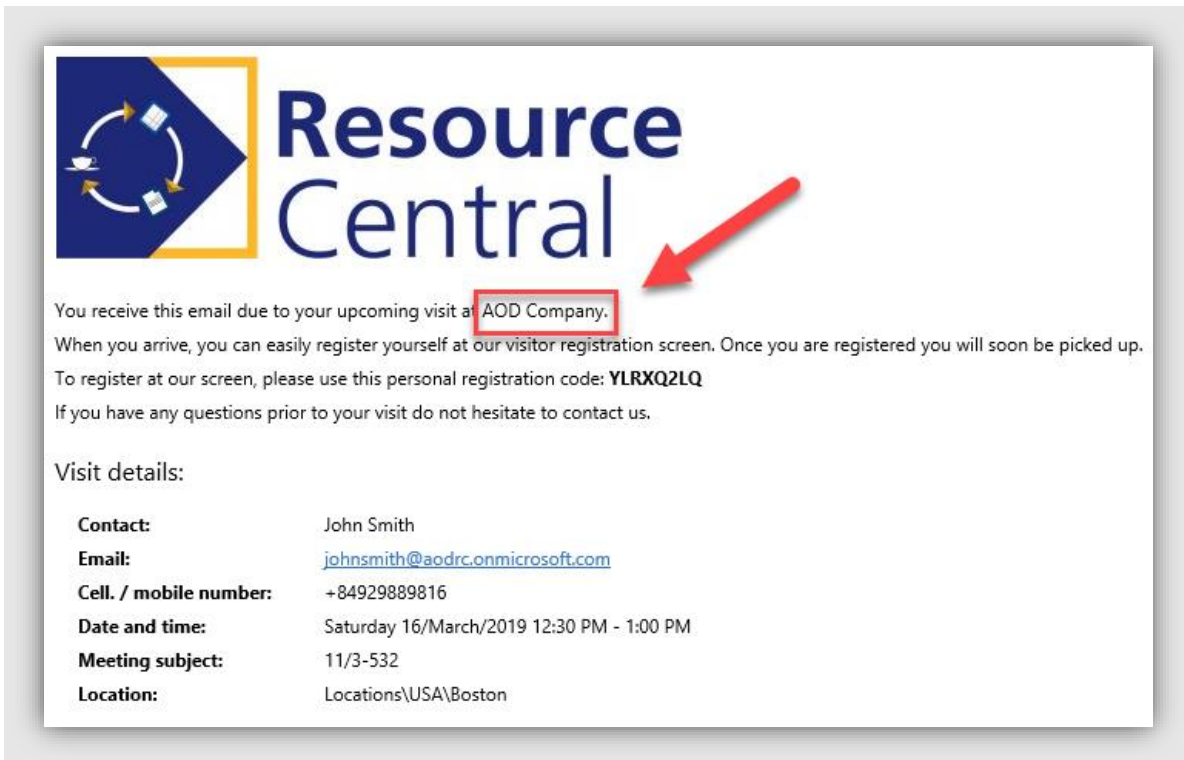 Resource
Central
You receive this email due to your upcoming visit at AOD Company.
When you arrive, you can easily register yourself at our visitor registration screen. Once you are registered you will soon be picked up.
To register at our screen, please use this personal registration code: YLRXQ2LQ
If you have any questions prior to your visit do not hesitate to contact us.
Visit details:
Contact: John Smith
Email: johnsmith@aodrc.onmicrosoft.com
Cell. / mobile number: +84929889816
Date and time: Saturday 16/March/2019 12:30 PM - 1:00 PM
Meeting subject: 11/3-532
Location: Locations\USA\Boston